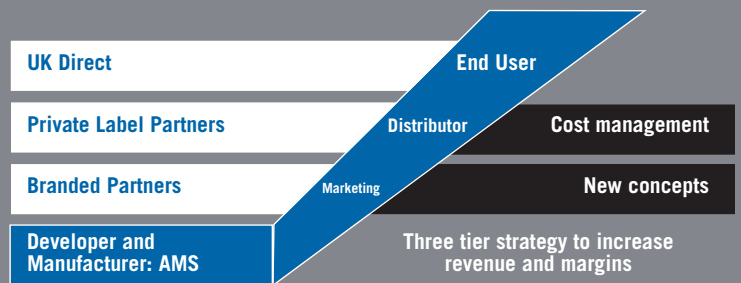 UK Direct
End User
Private Label Partners
Distributor
Cost management
Branded Partners
Marketing
New concepts
Developer and
Manufacturer: AMS
Three tier strategy to increase
revenue and margins